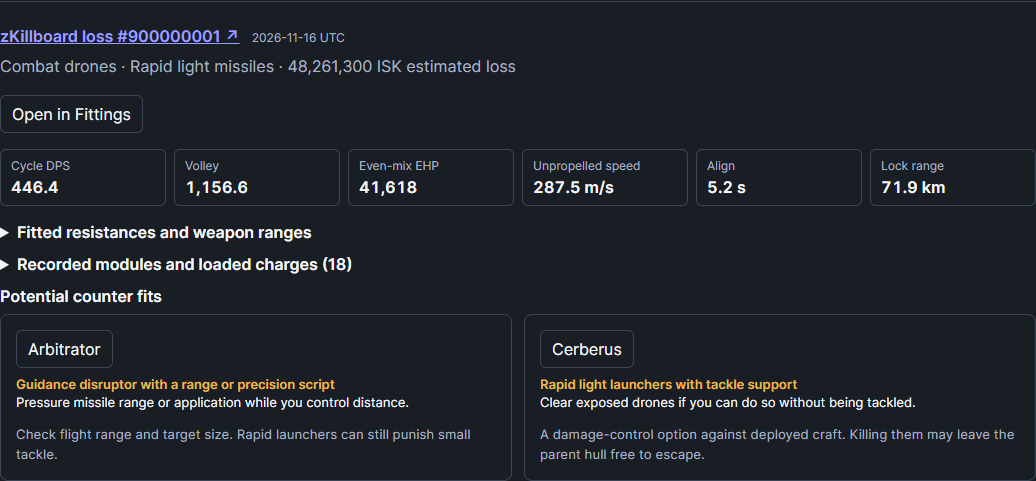 zKillboard loss #900000001 ↗ 2026-11-16 UTC
Combat drones · Rapid light missiles · 48,261,300 ISK estimated loss
Open in Fittings
Cycle DPS
446.4
Volley
1,156.6
Even-mix EHP
41,618
Unpropelled speed
287.5 m/s
Align
5.2 s
Lock range
71.9 km
Fitted resistances and weapon ranges
Recorded modules and loaded charges (18)
Potential counter fits
Arbitrator
Guidance disruptor with a range or precision script
Pressure missile range or application while you control distance.
Check flight range and target size. Rapid launchers can still punish small
tackle.
Cerberus
Rapid light launchers with tackle support
Clear exposed drones if you can do so without being tackled.
A damage-control option against deployed craft. Killing them may leave the
parent hull free to escape.